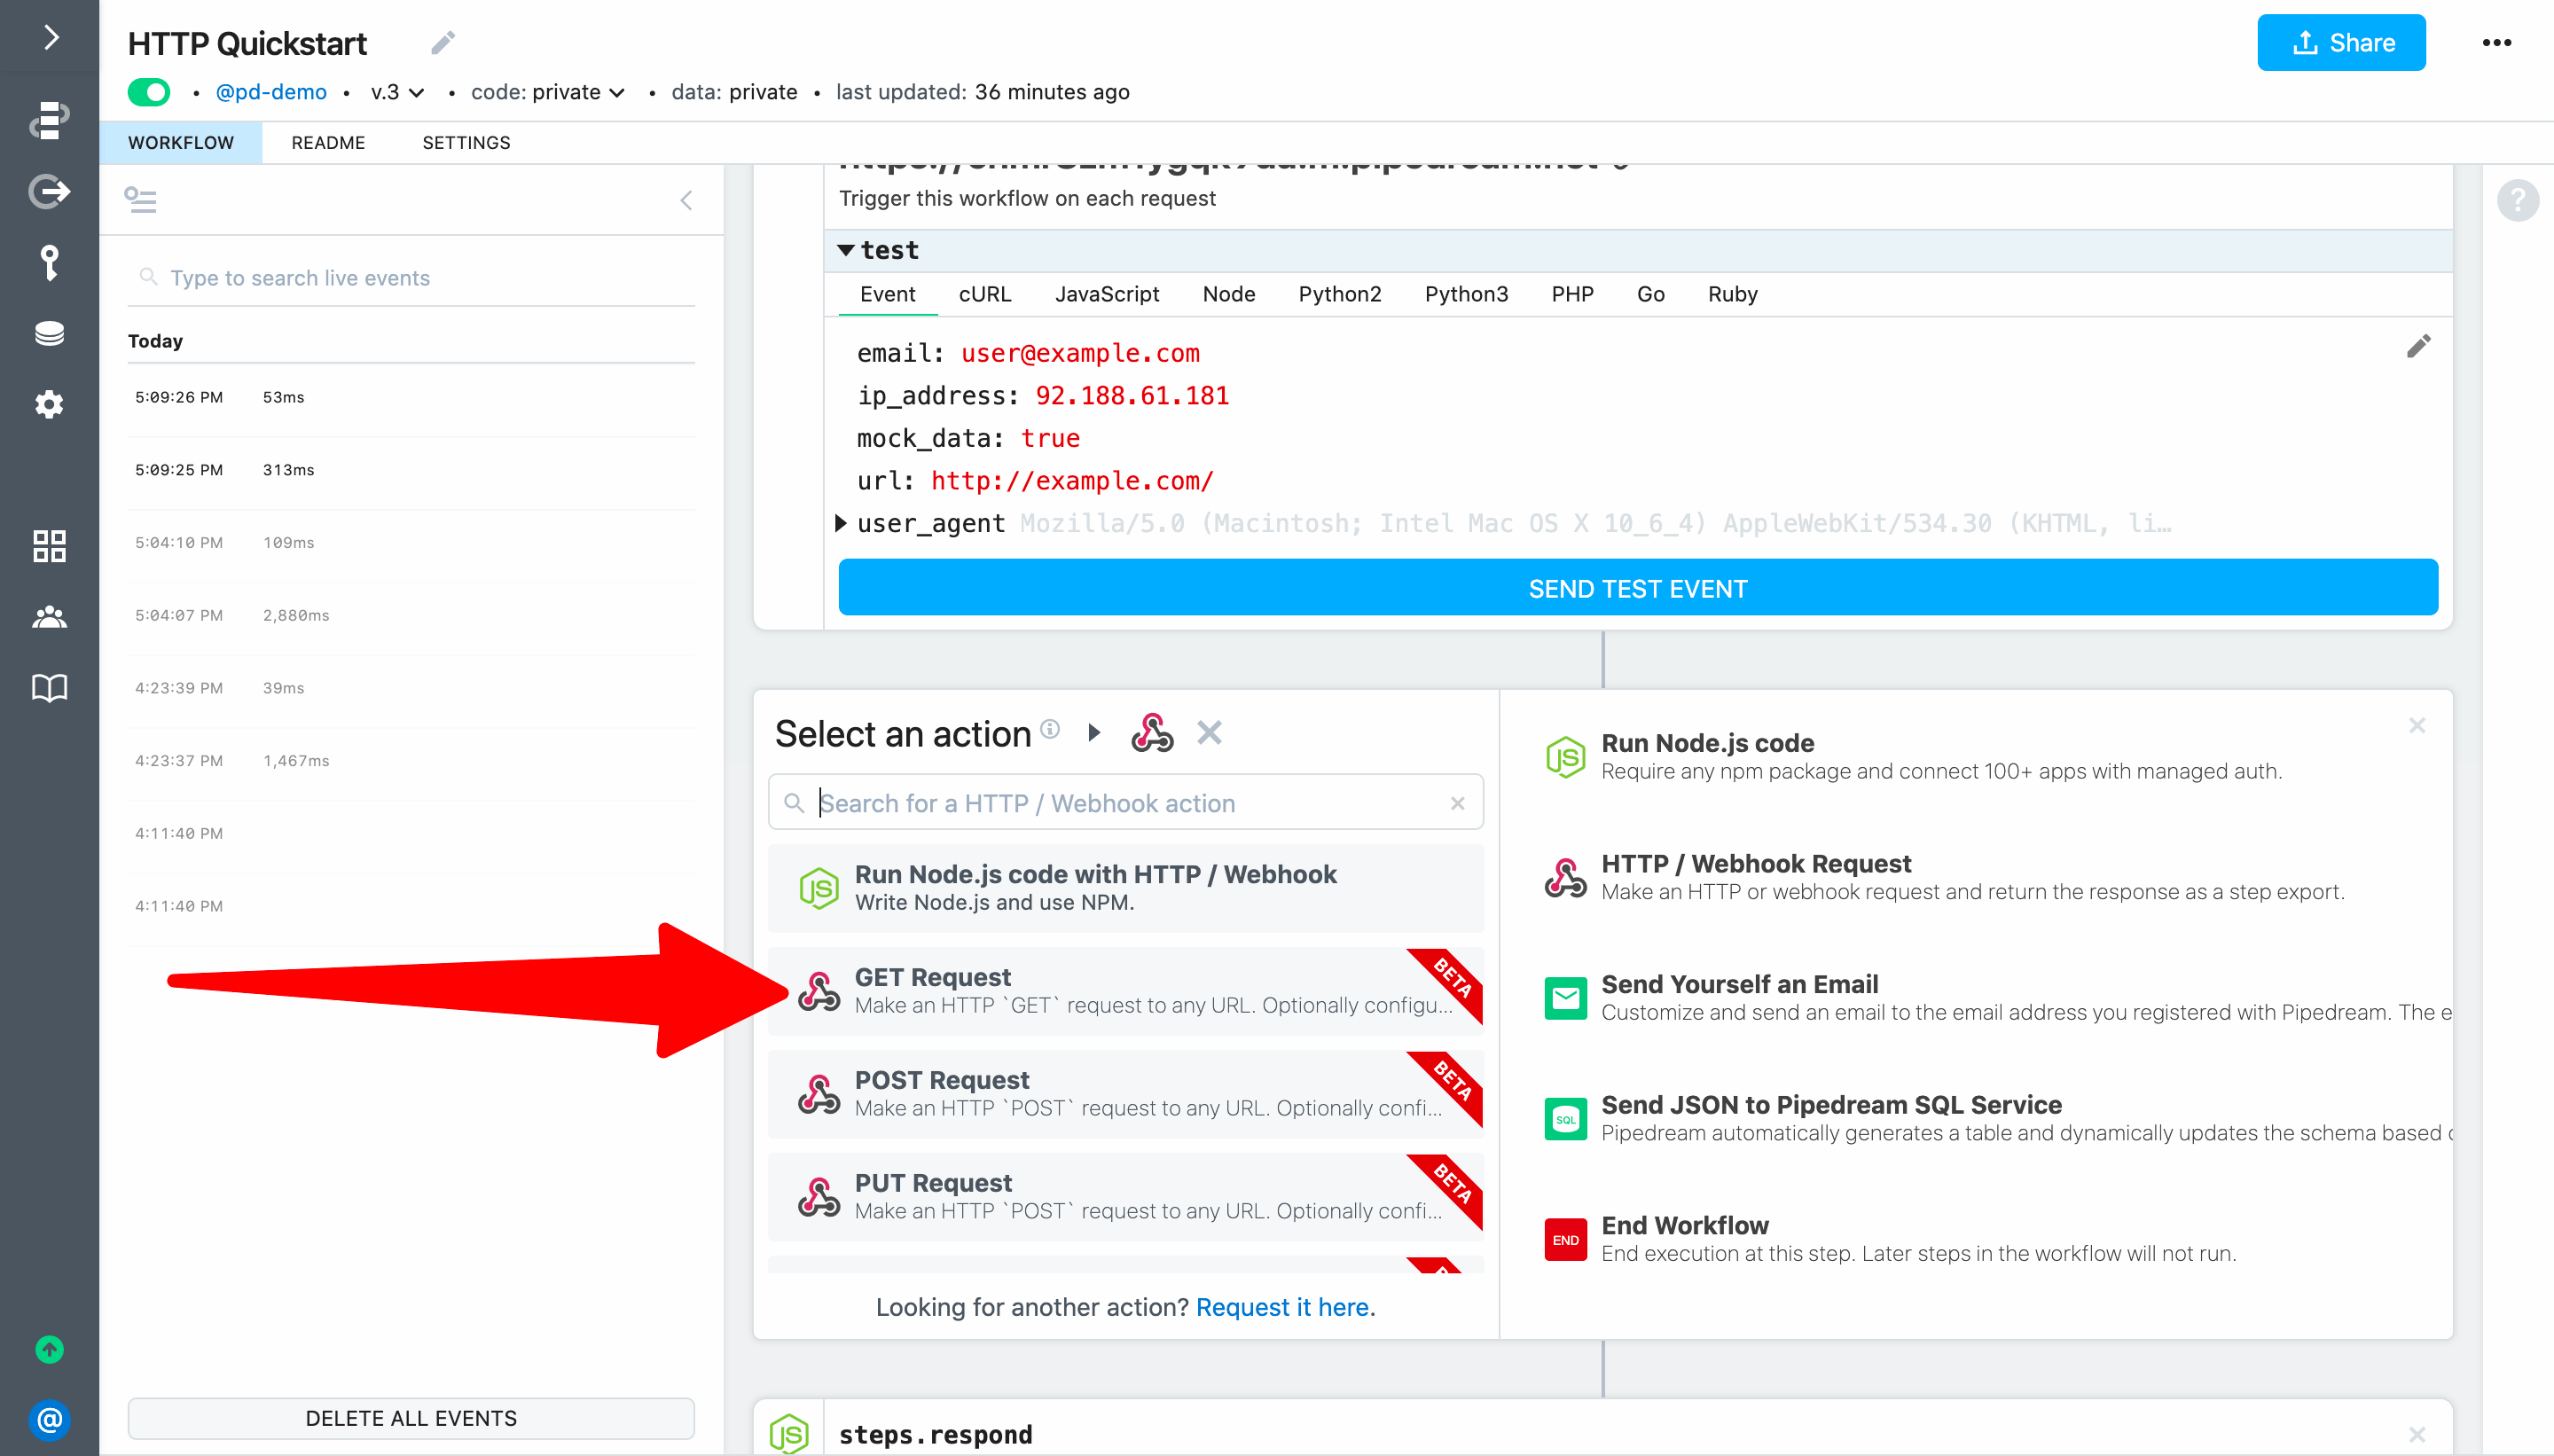 HTTP Quickstart
Share
• @pd-demo • v.3 • code: private • data: private • last updated: 36 minutes ago
WORKFLOW README SETTINGS
Trigger this workflow on each request
Type to search live events
Today
5:09:26 PM 53ms
5:09:25 PM 313ms
5:04:10 PM 109ms
5:04:07 PM 2,880ms
4:23:39 PM 39ms
4:23:37 PM 1,467ms
4:11:40 PM
4:11:40 PM
DELETE ALL EVENTS
test
Event cURL JavaScript Node Python2 Python3 PHP Go Ruby
email: user@example.com
ip_address: 92.188.61.181
mock_data: true
url: http://example.com/
user_agent Mozilla/5.0 (Macintosh; Intel Mac OS X 10_6_4) AppleWebKit/534.30 (KHTML, li…
SEND TEST EVENT
Select an action
Search for a HTTP / Webhook action
JS
Run Node.js code with HTTP / Webhook
Write Node.js and use NPM.
GET Request
Make an HTTP `GET` request to any URL. Optionally configu...
BETA
POST Request
Make an HTTP `POST` request to any URL. Optionally confi...
BETA
PUT Request
Make an HTTP `POST` request to any URL. Optionally confi...
BETA
Looking for another action? Request it here.
JS
Run Node.js code
Require any npm package and connect 100+ apps with managed auth.
HTTP / Webhook Request
Make an HTTP or webhook request and return the response as a step export.
Send Yourself an Email
Customize and send an email to the email address you registered with Pipedream. The e
SQL
Send JSON to Pipedream SQL Service
Pipedream automatically generates a table and dynamically updates the schema based
END
End Workflow
End execution at this step. Later steps in the workflow will not run.
JS
steps.respond
?
@